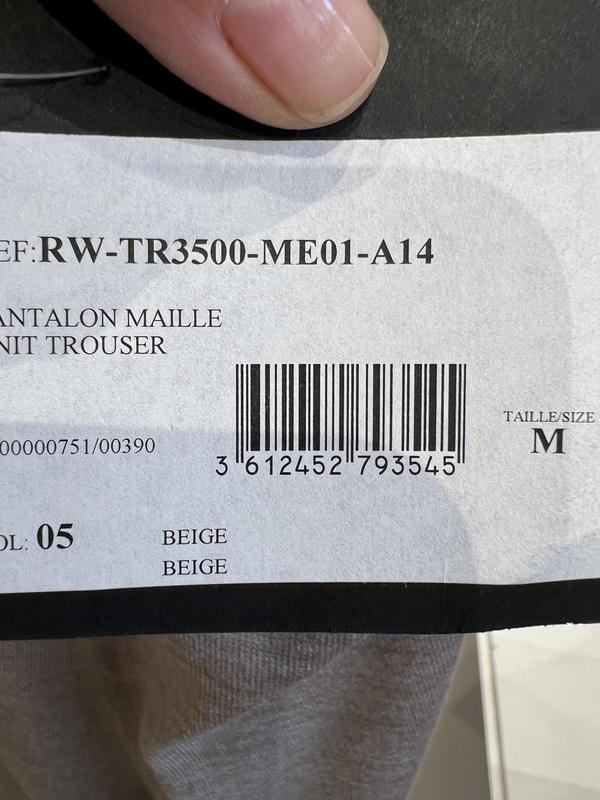 EF:RW-TR3500-ME01-A14
ANTALON MAILLE
NIT TROUSER
00000751/00390
3 612452 793545
TAILLE/SIZE
M
OL: 05
BEIGE
BEIGE